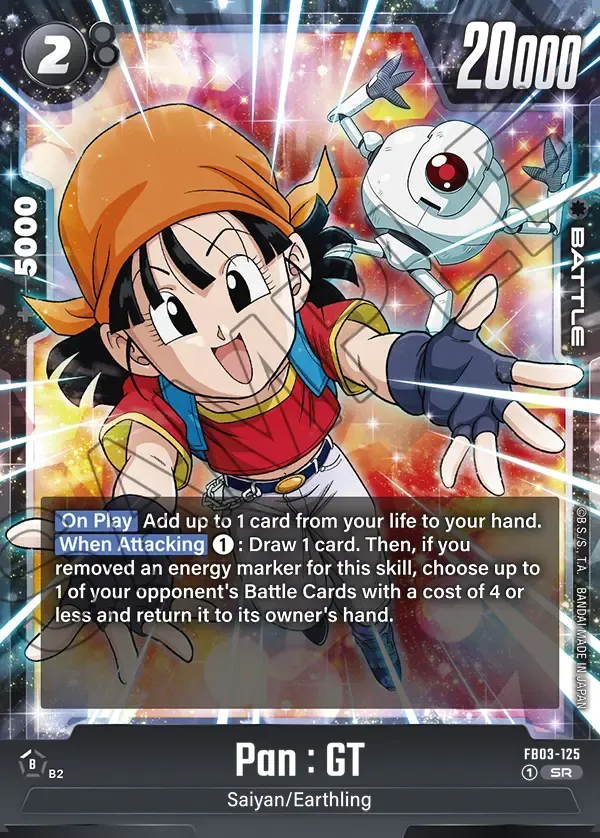 2
20000
5000
BATTLE
SAMPLE
On Play Add up to 1 card from your life to your hand.
When Attacking ① : Draw 1 card. Then, if you
removed an energy marker for this skill, choose up to
1 of your opponent's Battle Cards with a cost of 4 or
less and return it to its owner's hand.
©B.S./S., T.A. BANDAI MADE IN JAPAN
Pan : GT
FB03-125
B
B2
① SR
Saiyan/Earthling